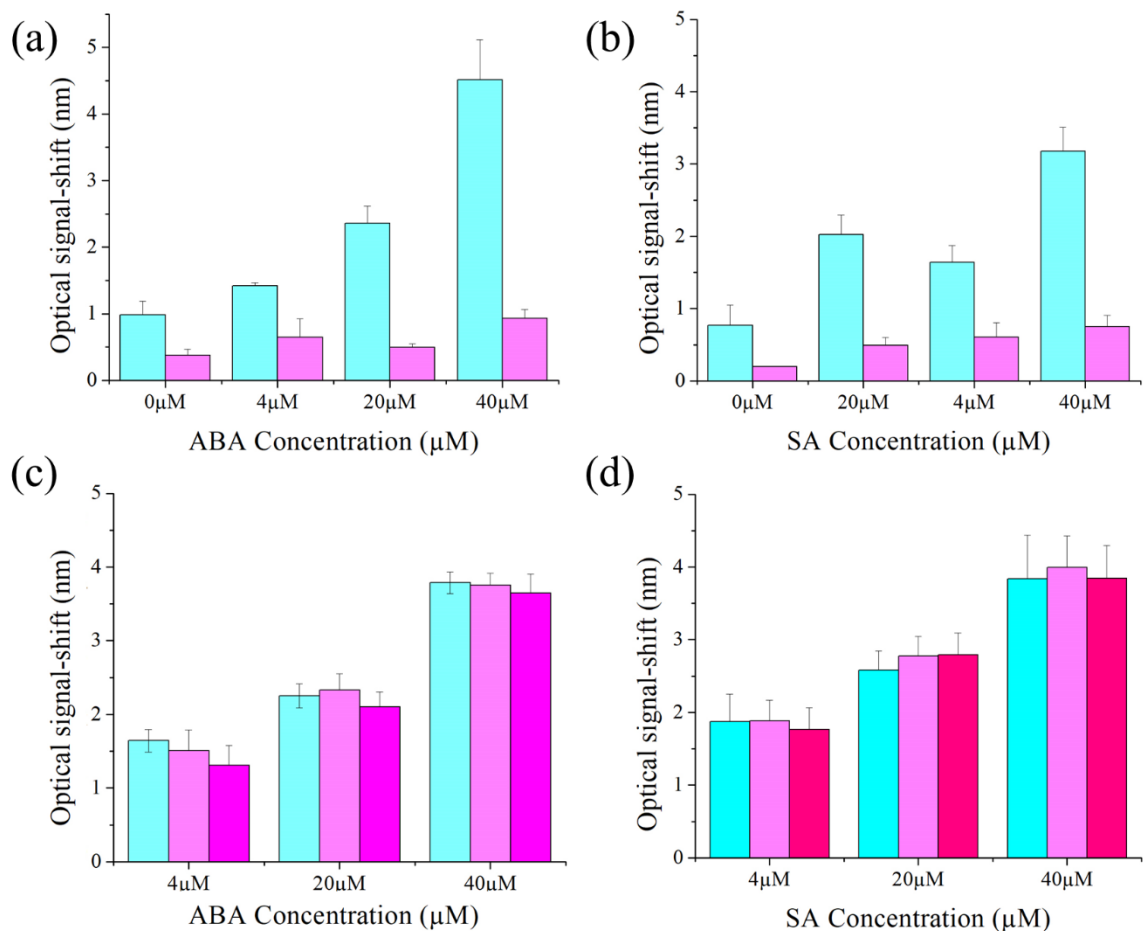 (a)
Optical signal-shift (nm)
5
4
3
2
1
0
0µM 4µM 20µM 40µM
ABA Concentration (µM)
(b)
Optical signal-shift (nm)
5
4
3
2
1
0
0µM 20µM 4µM 40µM
SA Concentration (µM)
(c)
Optical signal-shift (nm)
5
4
3
2
1
0
4µM 20µM 40µM
ABA Concentration (µM)
(d)
Optical signal-shift (nm)
5
4
3
2
1
0
4µM 20µM 40µM
SA Concentration (µM)